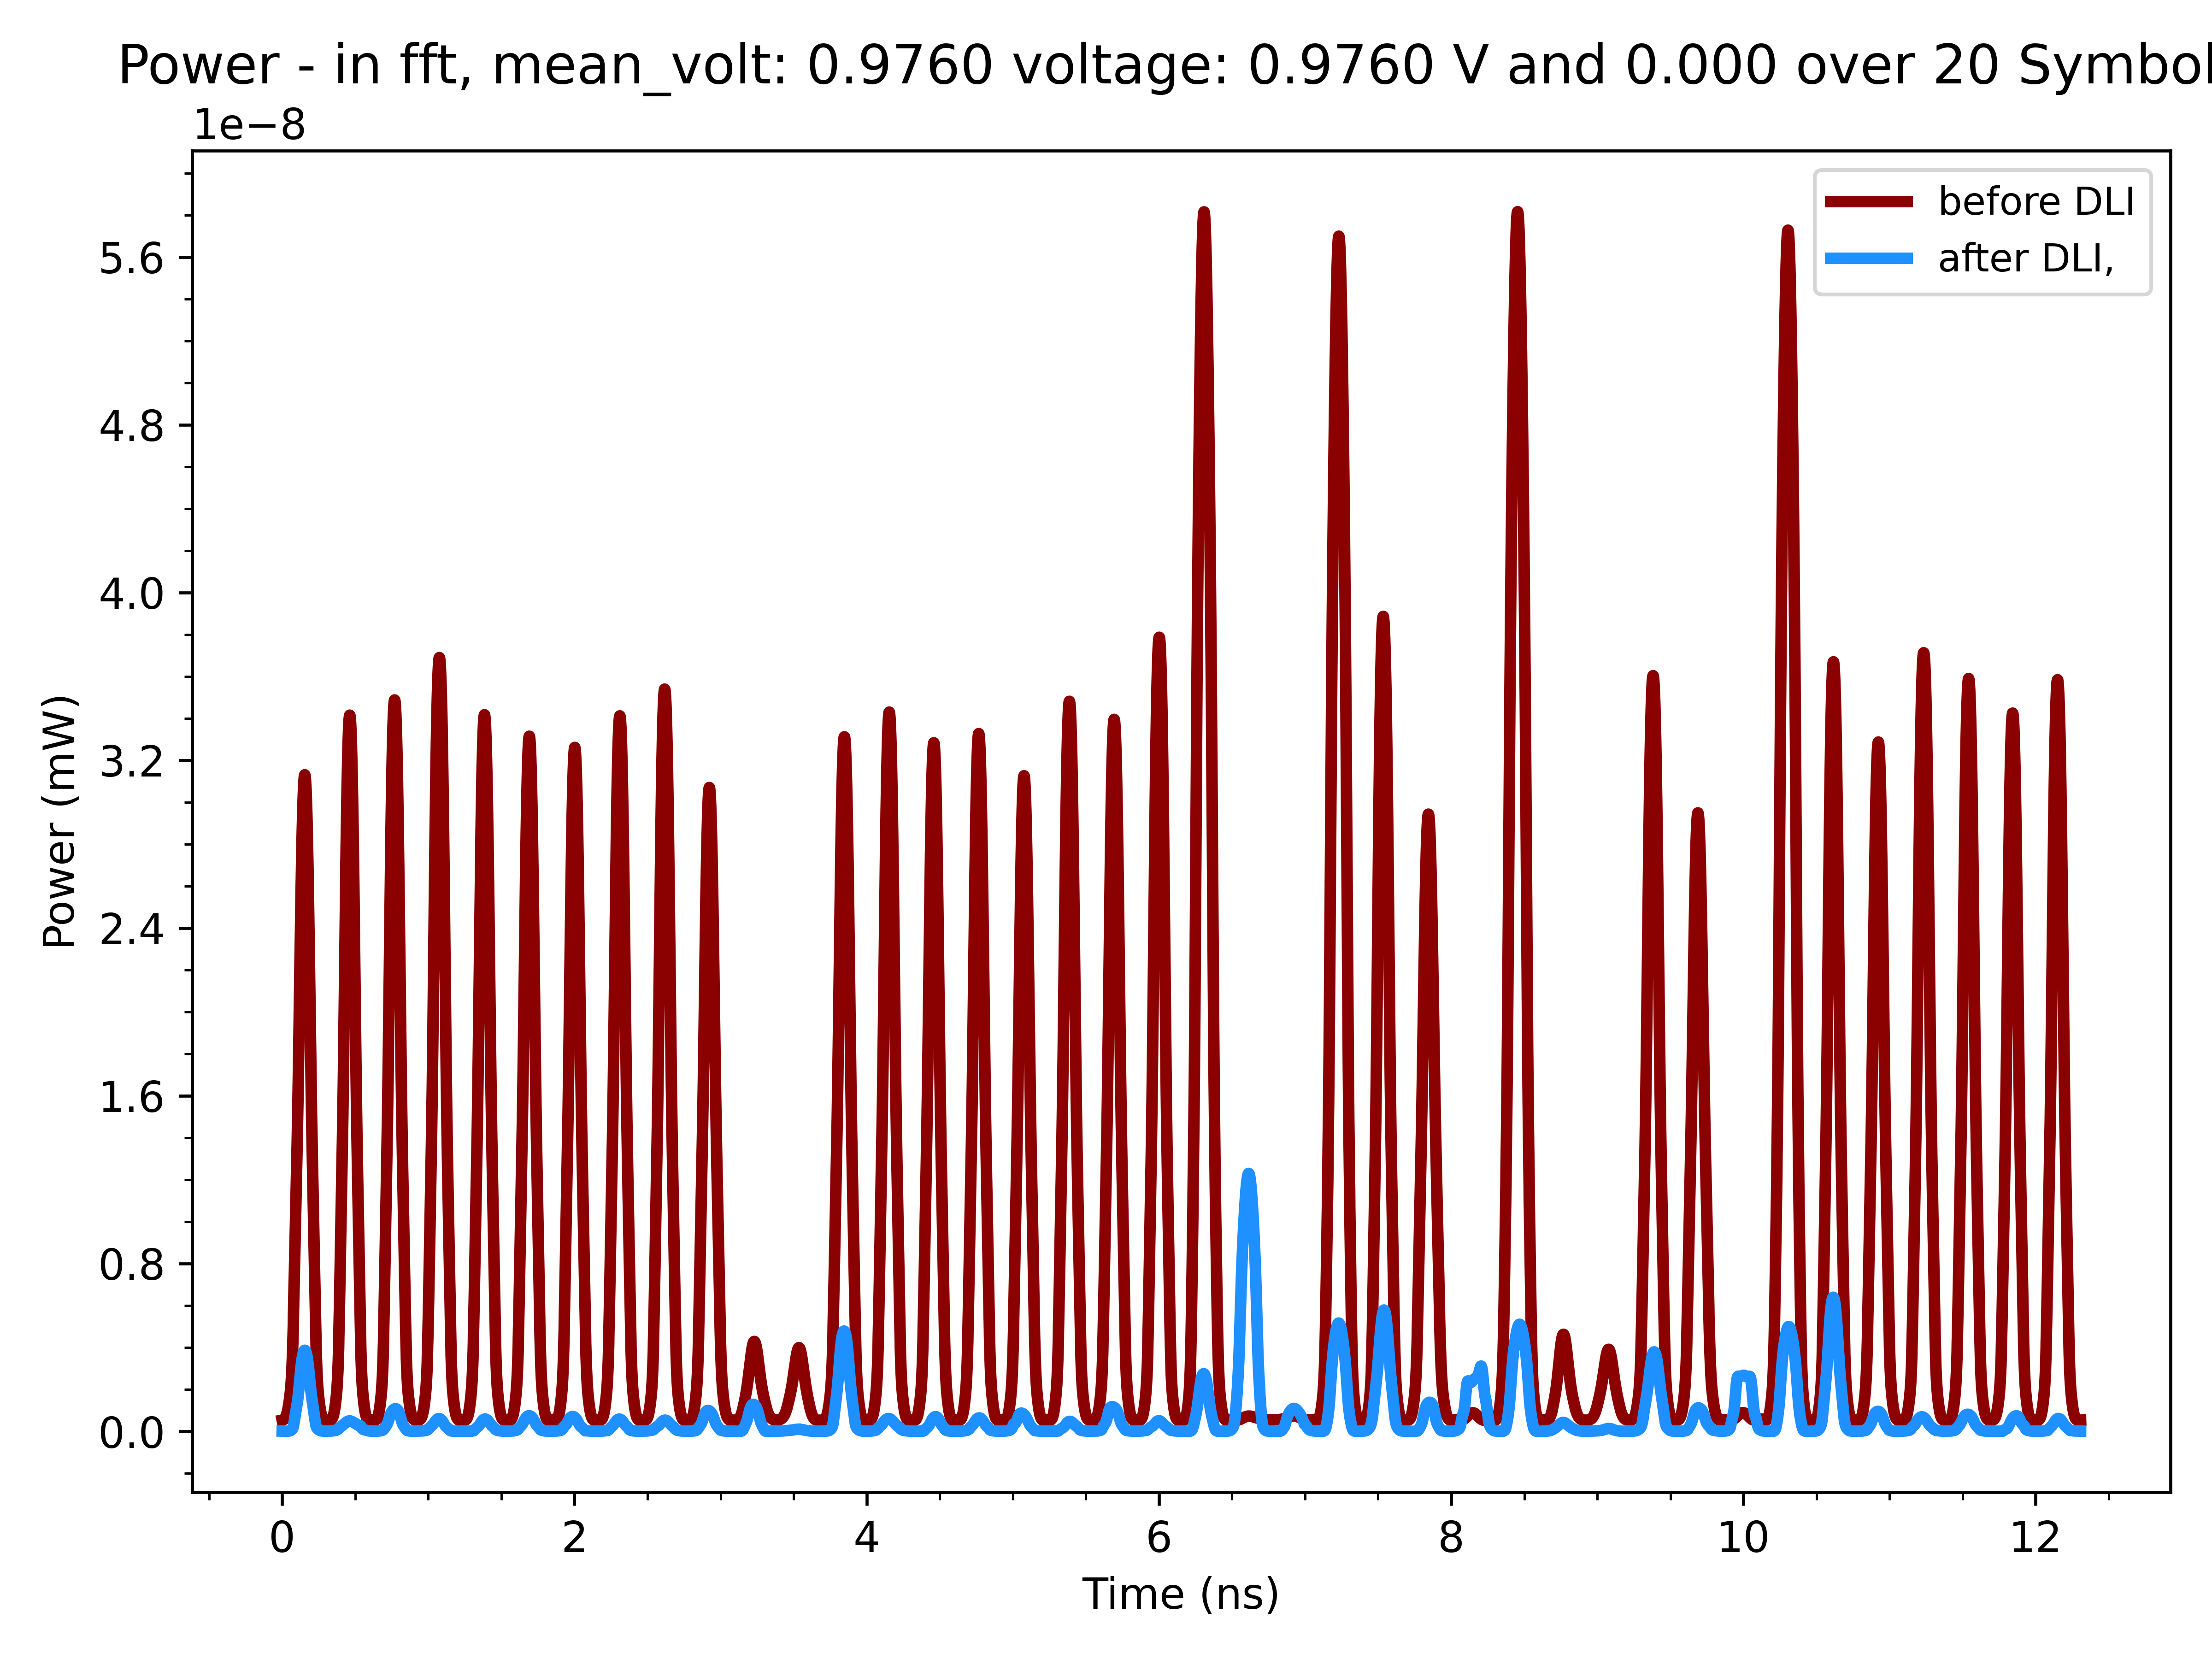 Power - in fft, mean_volt: 0.9760 voltage: 0.9760 V and 0.000 over 20 Symbol
1e−8
before DLI
after DLI,
5.6
4.8
4.0
3.2
2.4
1.6
0.8
0.0
Power (mW)
0 2 4 6 8 10 12
Time (ns)